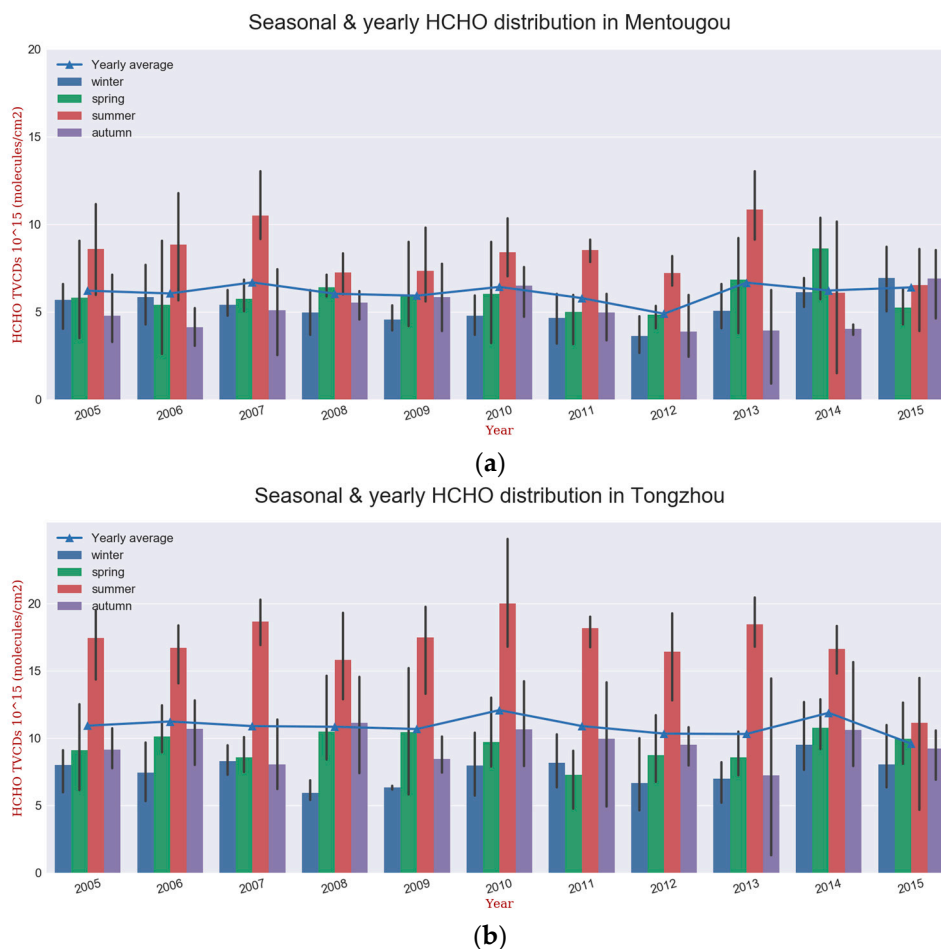 Seasonal & yearly HCHO distribution in Mentougou
20
15
10
5
0
HCHO TVCDs 10^15 (molecules/cm2)
Yearly average
winter
spring
summer
autumn
2005 2006 2007 2008 2009 2010 2011 2012 2013 2014 2015
Year
(a)
Seasonal & yearly HCHO distribution in Tongzhou
20
15
10
5
0
HCHO TVCDs 10^15 (molecules/cm2)
Yearly average
winter
spring
summer
autumn
2005 2006 2007 2008 2009 2010 2011 2012 2013 2014 2015
Year
(b)